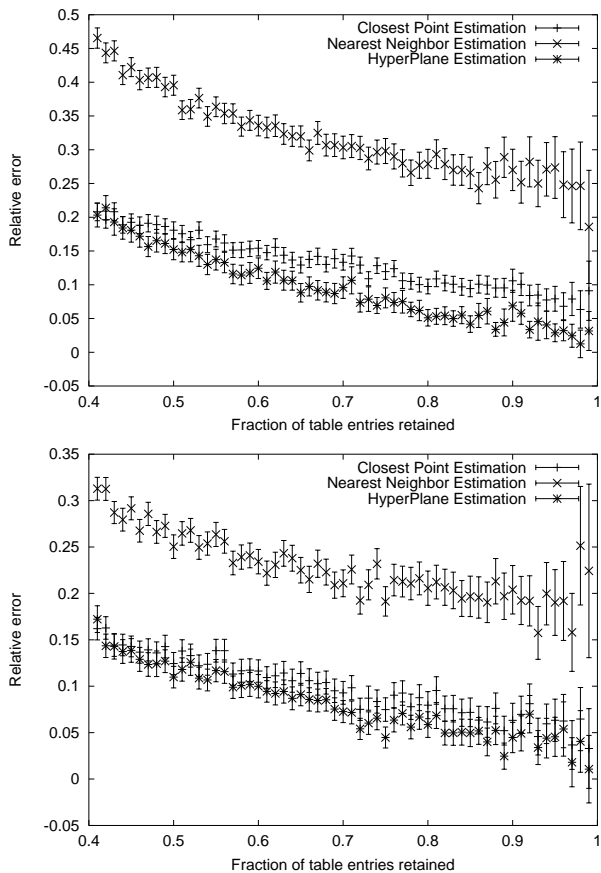 0.5
0.45
0.4
0.35
0.3
0.25
0.2
0.15
0.1
0.05
0
-0.05
Relative error
Closest Point Estimation
Nearest Neighbor Estimation
HyperPlane Estimation
0.4 0.5 0.6 0.7 0.8 0.9 1
Fraction of table entries retained
0.35
0.3
0.25
0.2
0.15
0.1
0.05
0
-0.05
Relative error
Closest Point Estimation
Nearest Neighbor Estimation
HyperPlane Estimation
0.4 0.5 0.6 0.7 0.8 0.9 1
Fraction of table entries retained